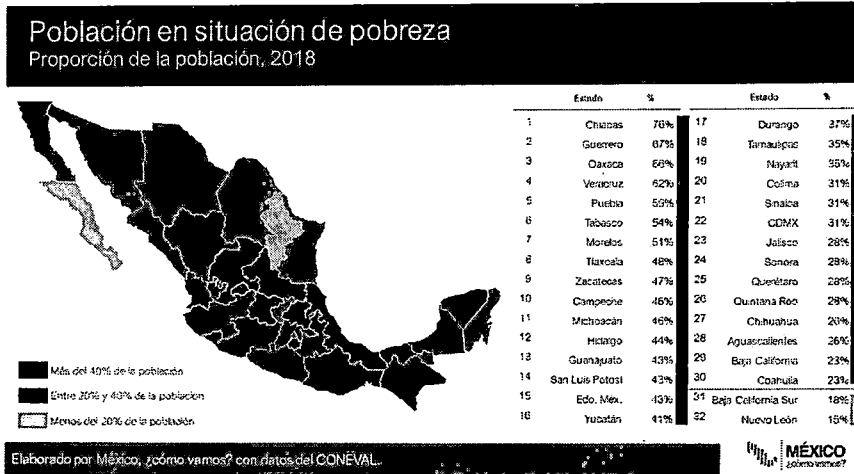 Población en situación de pobreza
Proporción de la población, 2018
Estado %
1 Chiapas 76%
2 Guerrero 67%
3 Oaxaca 66%
4 Veracruz 62%
5 Puebla 59%
6 Tabasco 54%
7 Morelos 51%
8 Tlaxcala 48%
9 Zacatecas 47%
10 Campeche 46%
11 Michoacán 46%
12 Hidalgo 44%
13 Guanajuato 43%
14 San Luis Potosí 43%
15 Edo. Méx. 43%
16 Yucatán 41%
Estado %
17 Durango 37%
18 Tamaulipas 35%
19 Nayarit 35%
20 Colima 31%
21 Sinaloa 31%
22 CDMX 31%
23 Jalisco 28%
24 Sonora 28%
25 Querétaro 28%
26 Quintana Roo 28%
27 Chihuahua 26%
28 Aguascalientes 26%
29 Baja California 23%
30 Coahuila 23%
31 Baja California Sur 18%
32 Nuevo León 15%
Más del 40% de la población
Entre 20% y 40% de la población
Menos del 20% de la población
Elaborado por México, ¿cómo vamos? con datos del CONEVAL.
MÉXICO
¿cómo vamos?